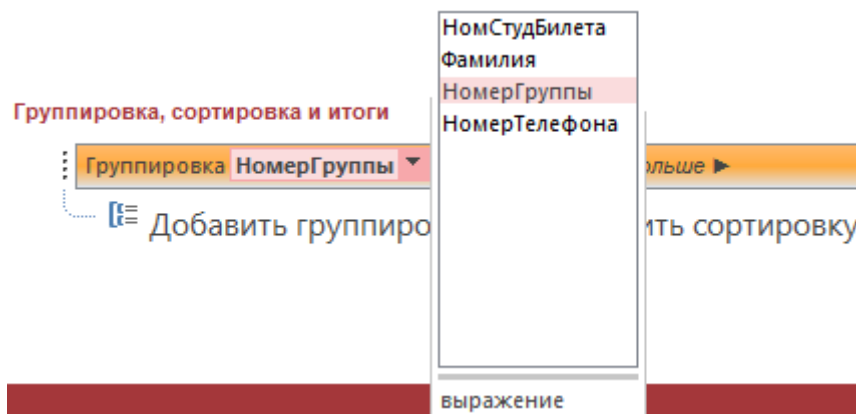 НомСтудБилета
Фамилия
НомерГруппы
НомерТелефона
Группировка, сортировка и итоги
Группировка НомерГруппы ольше
Добавить группиро ить сортировку
выражение